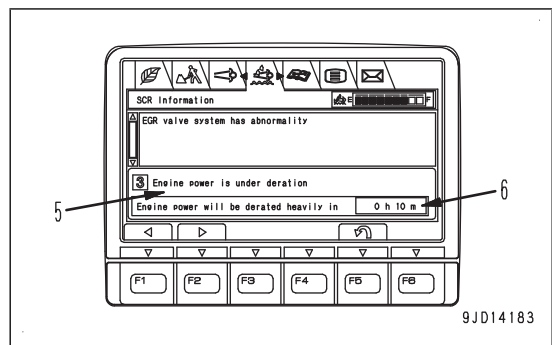 SCR Information
E F
EGR valve system has abnormality
3 Engine power is under deration
Engine power will be derated heavily in 0 h 10 m
5
6
F1 F2 F3 F4 F5 F6
9JD14183